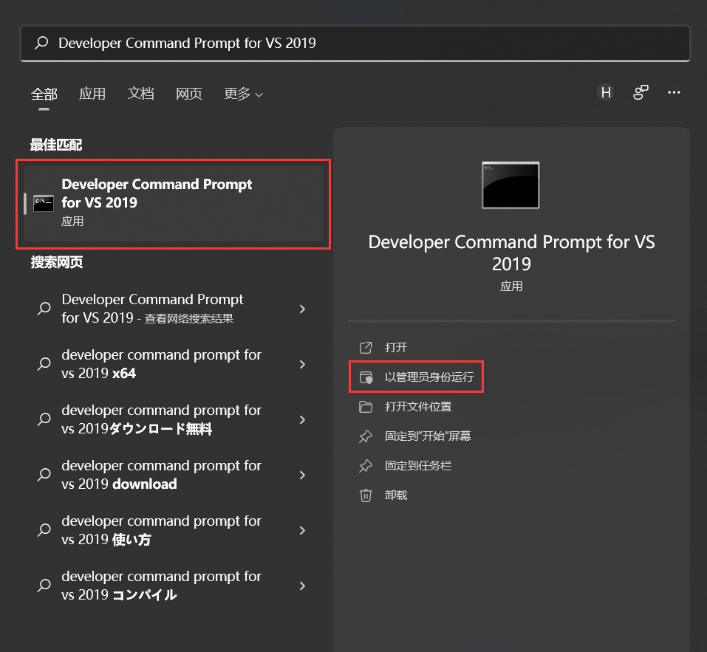 Developer Command Prompt for VS 2019
全部 应用 文档 网页 更多 H ...
最佳匹配
Developer Command Prompt
for VS 2019
应用
搜索网页
Developer Command Prompt
for VS 2019 - 查看网络搜索结果
developer command prompt for
vs 2019 x64
developer command prompt for
vs 2019ダウンロード無料
developer command prompt for
vs 2019 download
developer command prompt for
vs 2019 使い方
developer command prompt for
vs 2019 コンパイル
Developer Command Prompt for VS
2019
应用
打开
以管理员身份运行
打开文件位置
固定到"开始"屏幕
固定到任务栏
卸载